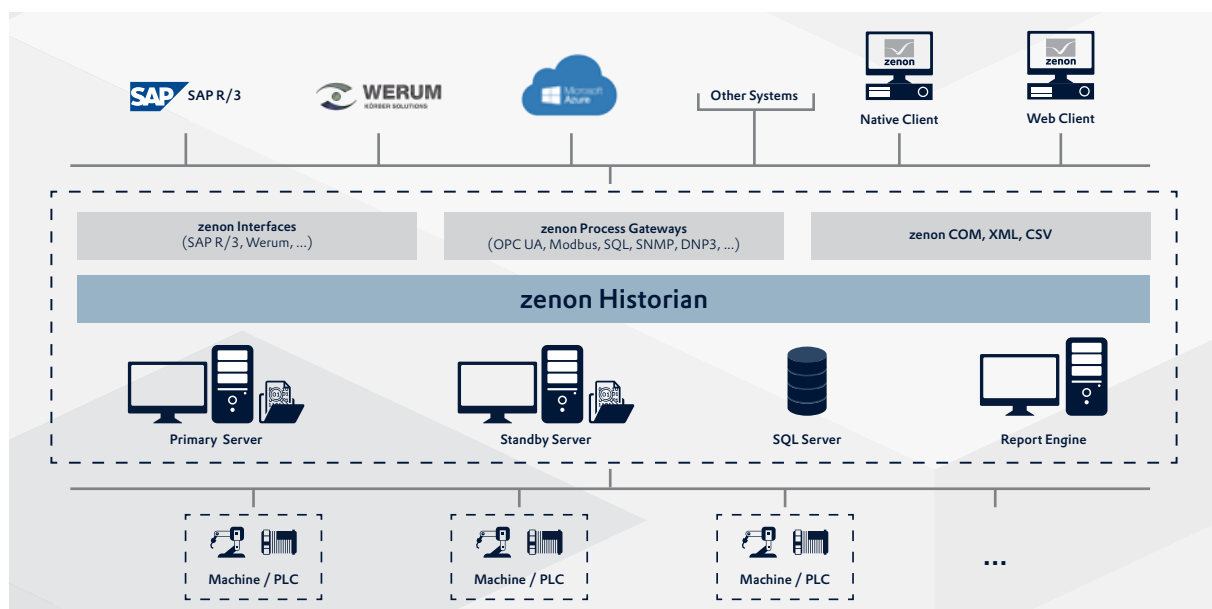 zenon
zenon
SAP
SAP R/3
WERUM
KÖRBER SOLUTIONS
Microsoft
Azure
Other Systems
Native Client
Web Client
zenon Interfaces
(SAP R/3, Werum, ...)
zenon Process Gateways
(OPC UA, Modbus, SQL, SNMP, DNP3, ...)
zenon COM, XML, CSV
zenon Historian
Primary Server
Standby Server
SQL Server
Report Engine
Machine / PLC
Machine / PLC
Machine / PLC
...